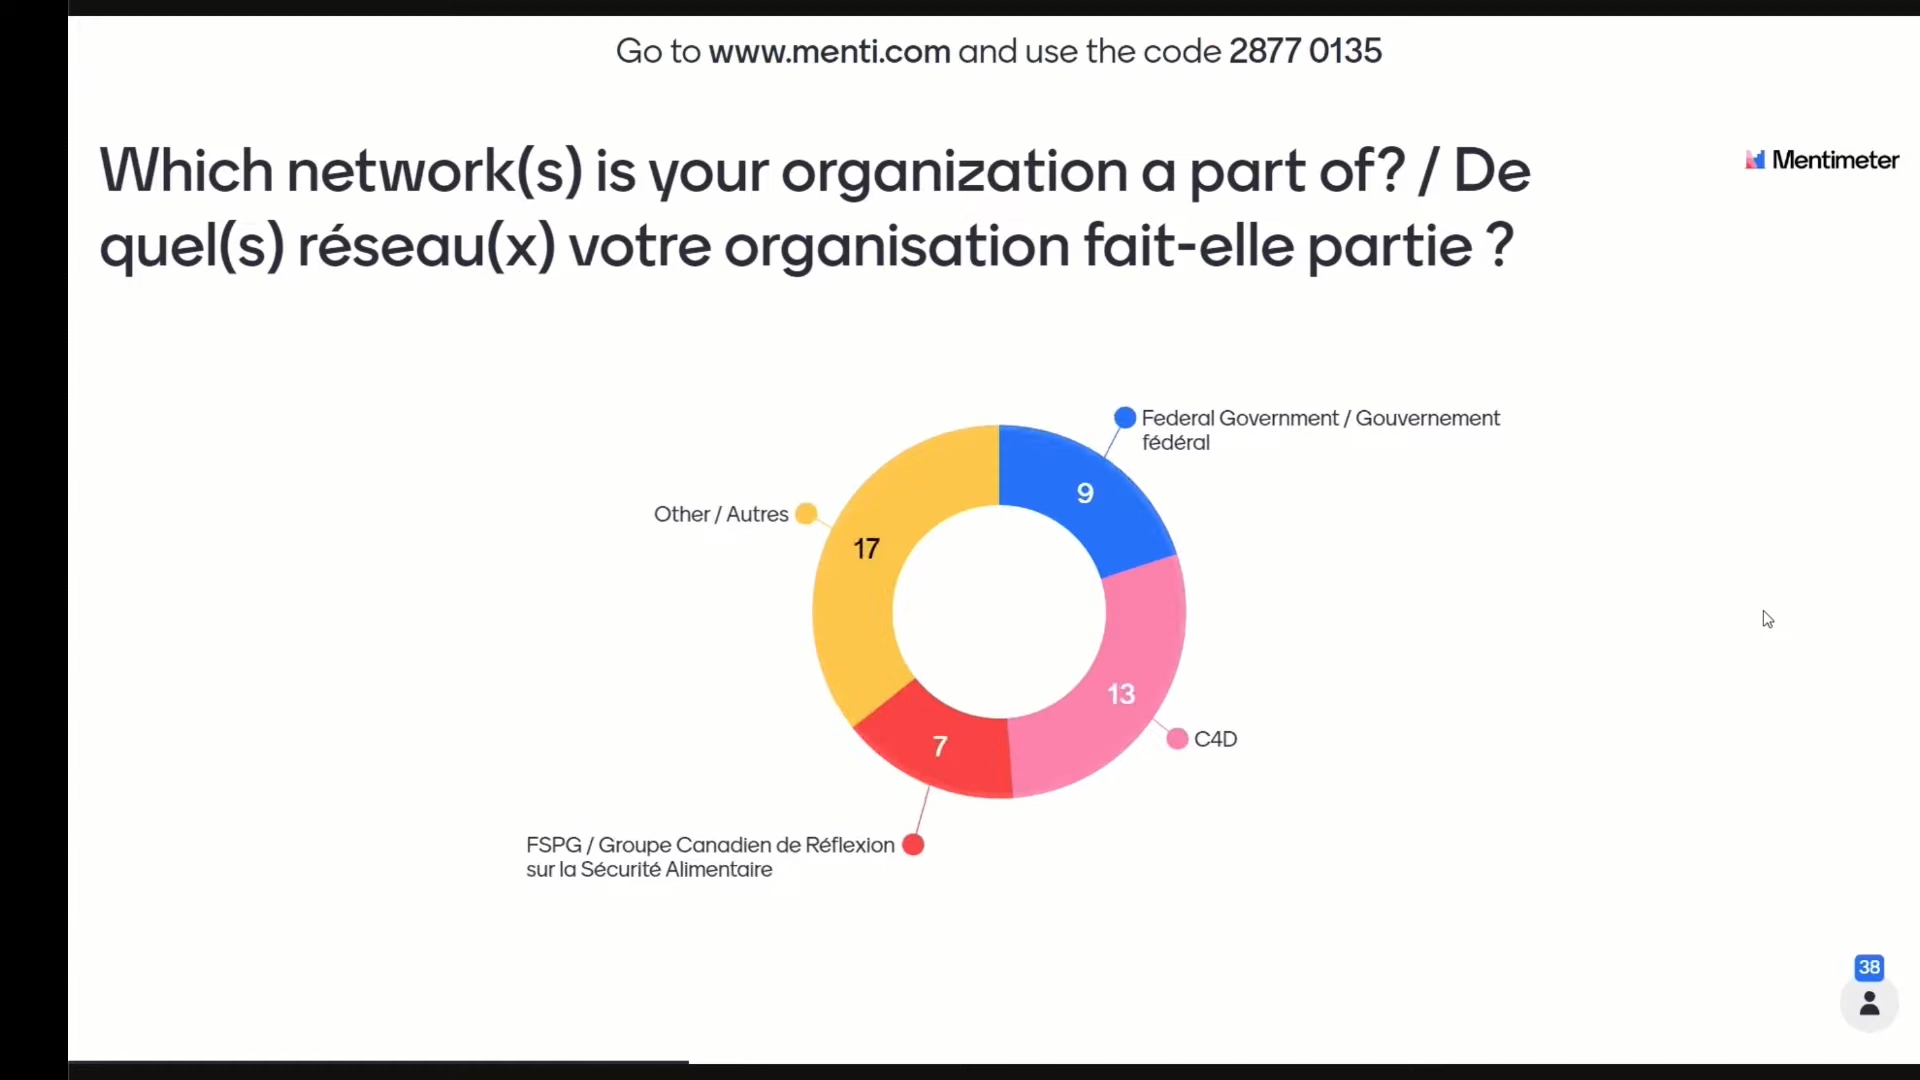 Go to www.menti.com and use the code 2877 0135
Which network(s) is your organization a part of? / De
quel(s) réseau(x) votre organisation fait-elle partie ?
Mentimeter
Federal Government / Gouvernement
fédéral
9
Other / Autres
17
13
C4D
7
FSPG / Groupe Canadien de Réflexion
sur la Sécurité Alimentaire
38